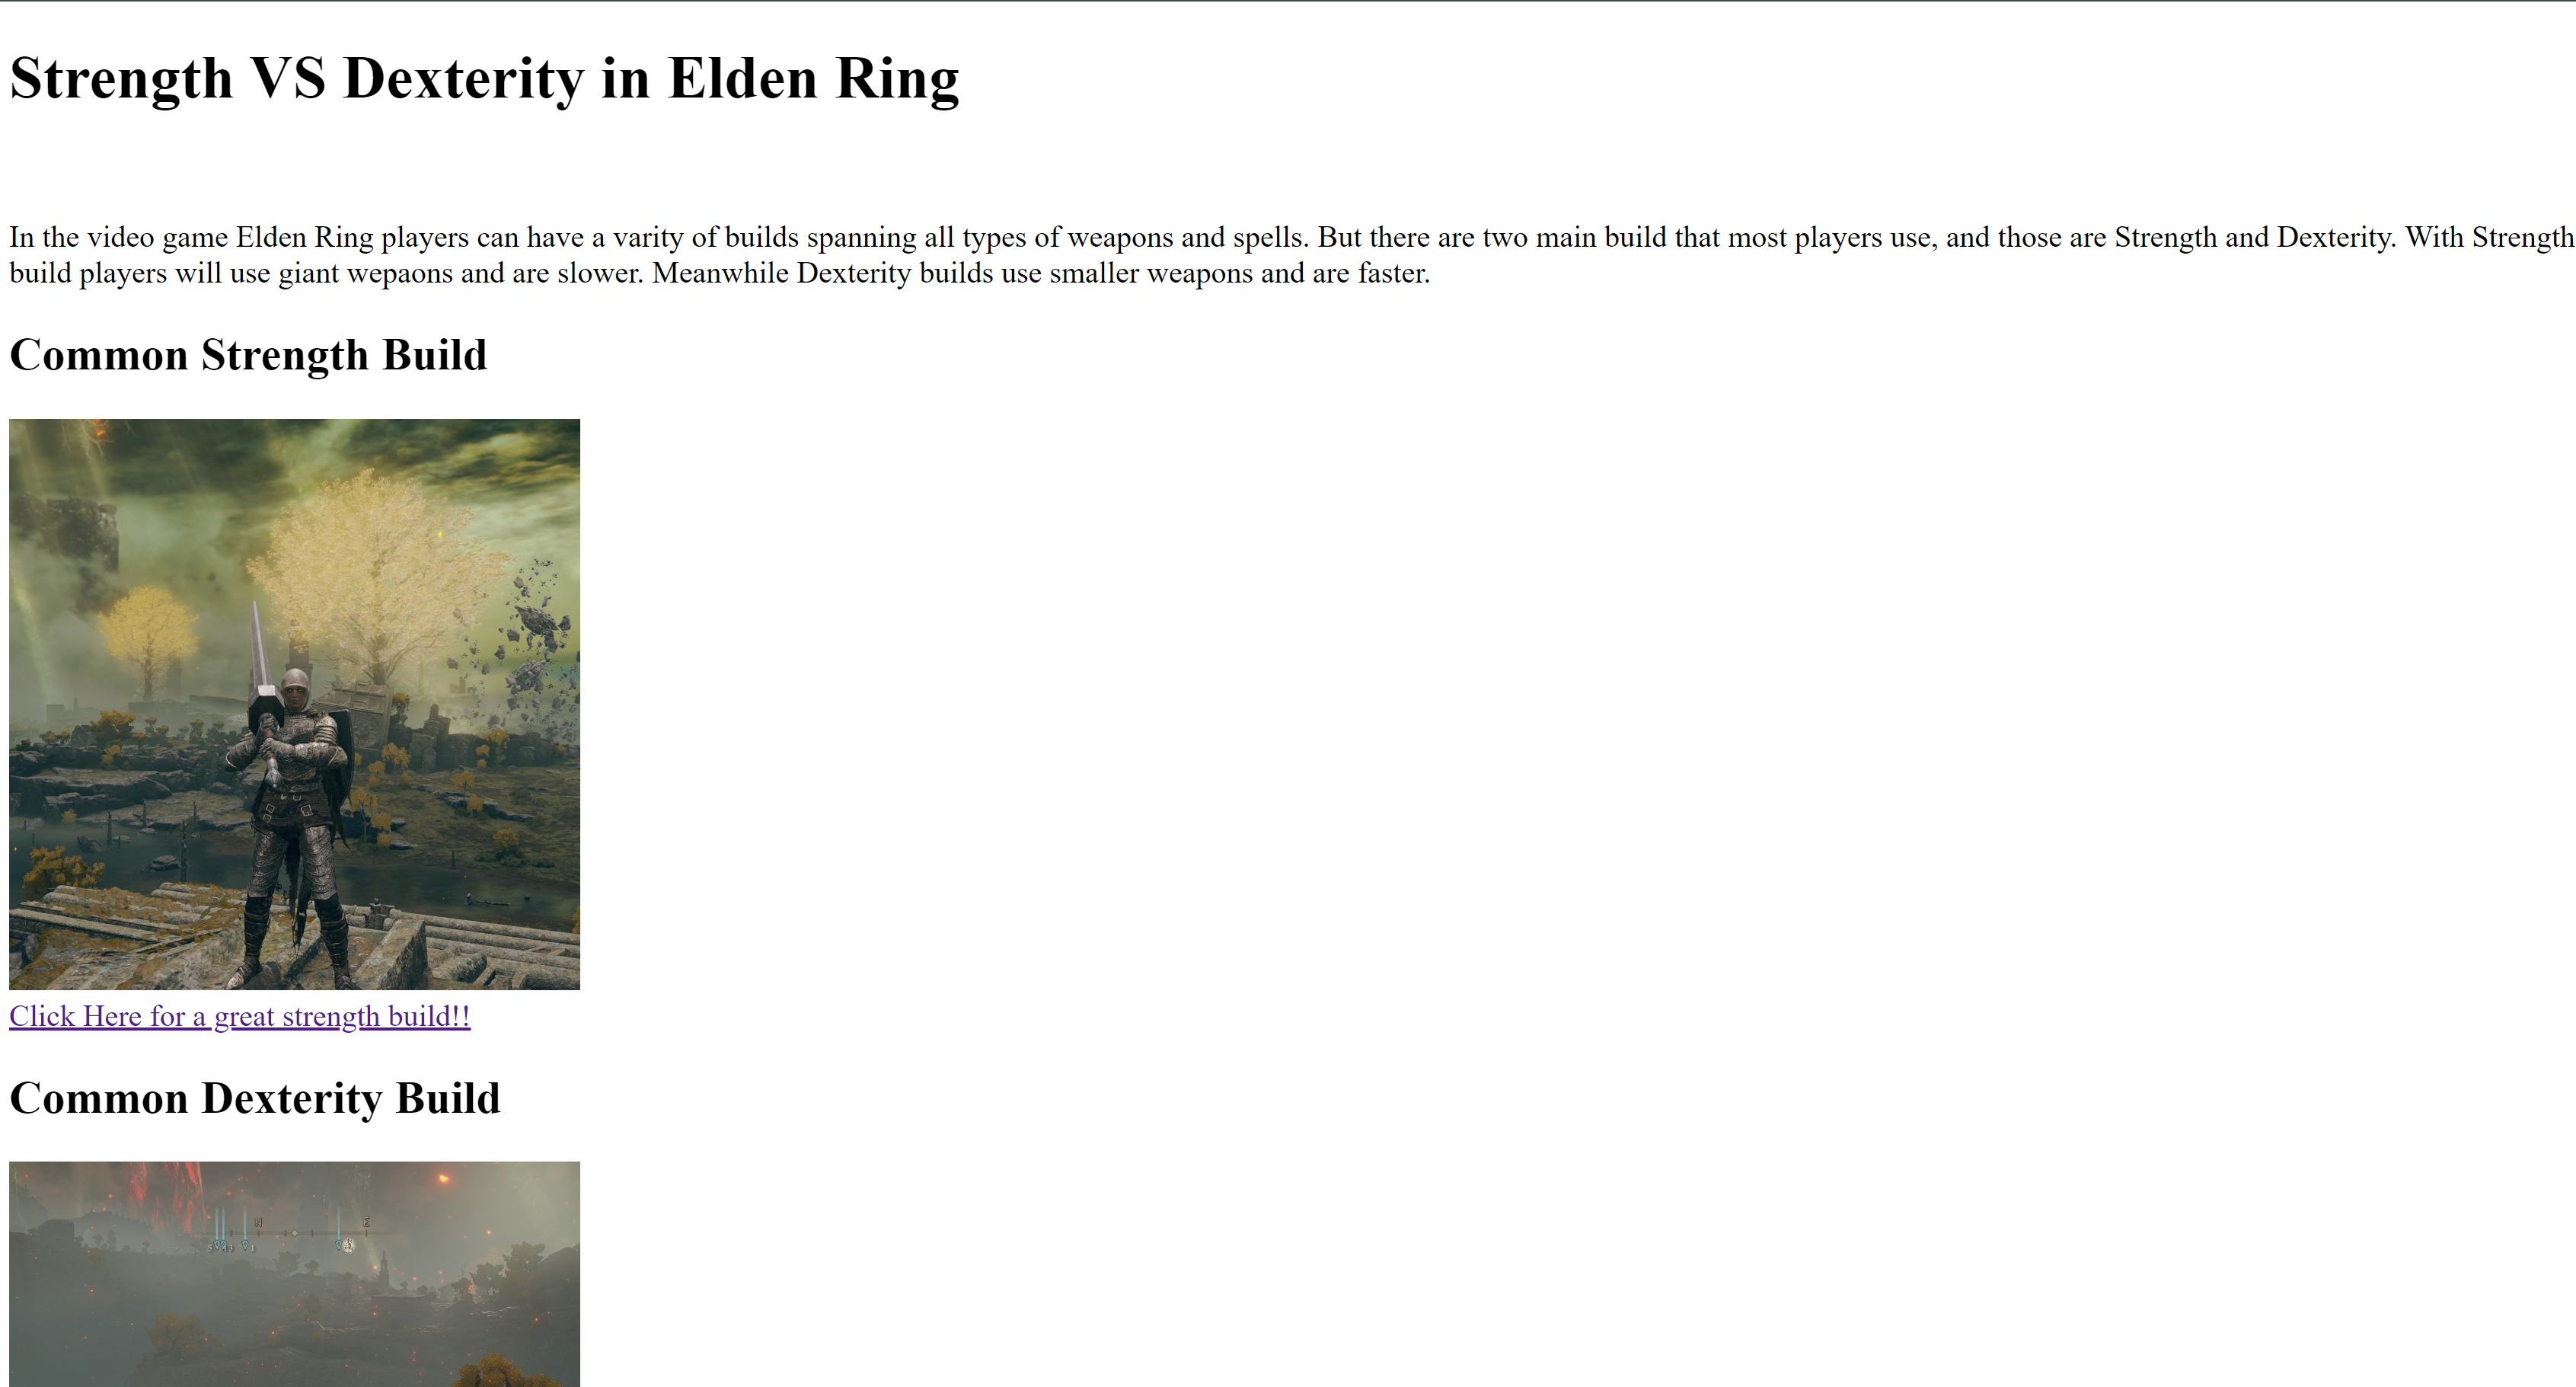 Strength VS Dexterity in Elden Ring
In the video game Elden Ring players can have a varity of builds spanning all types of weapons and spells. But there are two main build that most players use, and those are Strength and Dexterity. With Strength
build players will use giant wepaons and are slower. Meanwhile Dexterity builds use smaller weapons and are faster.
Common Strength Build
Click Here for a great strength build!!
Common Dexterity Build
N E